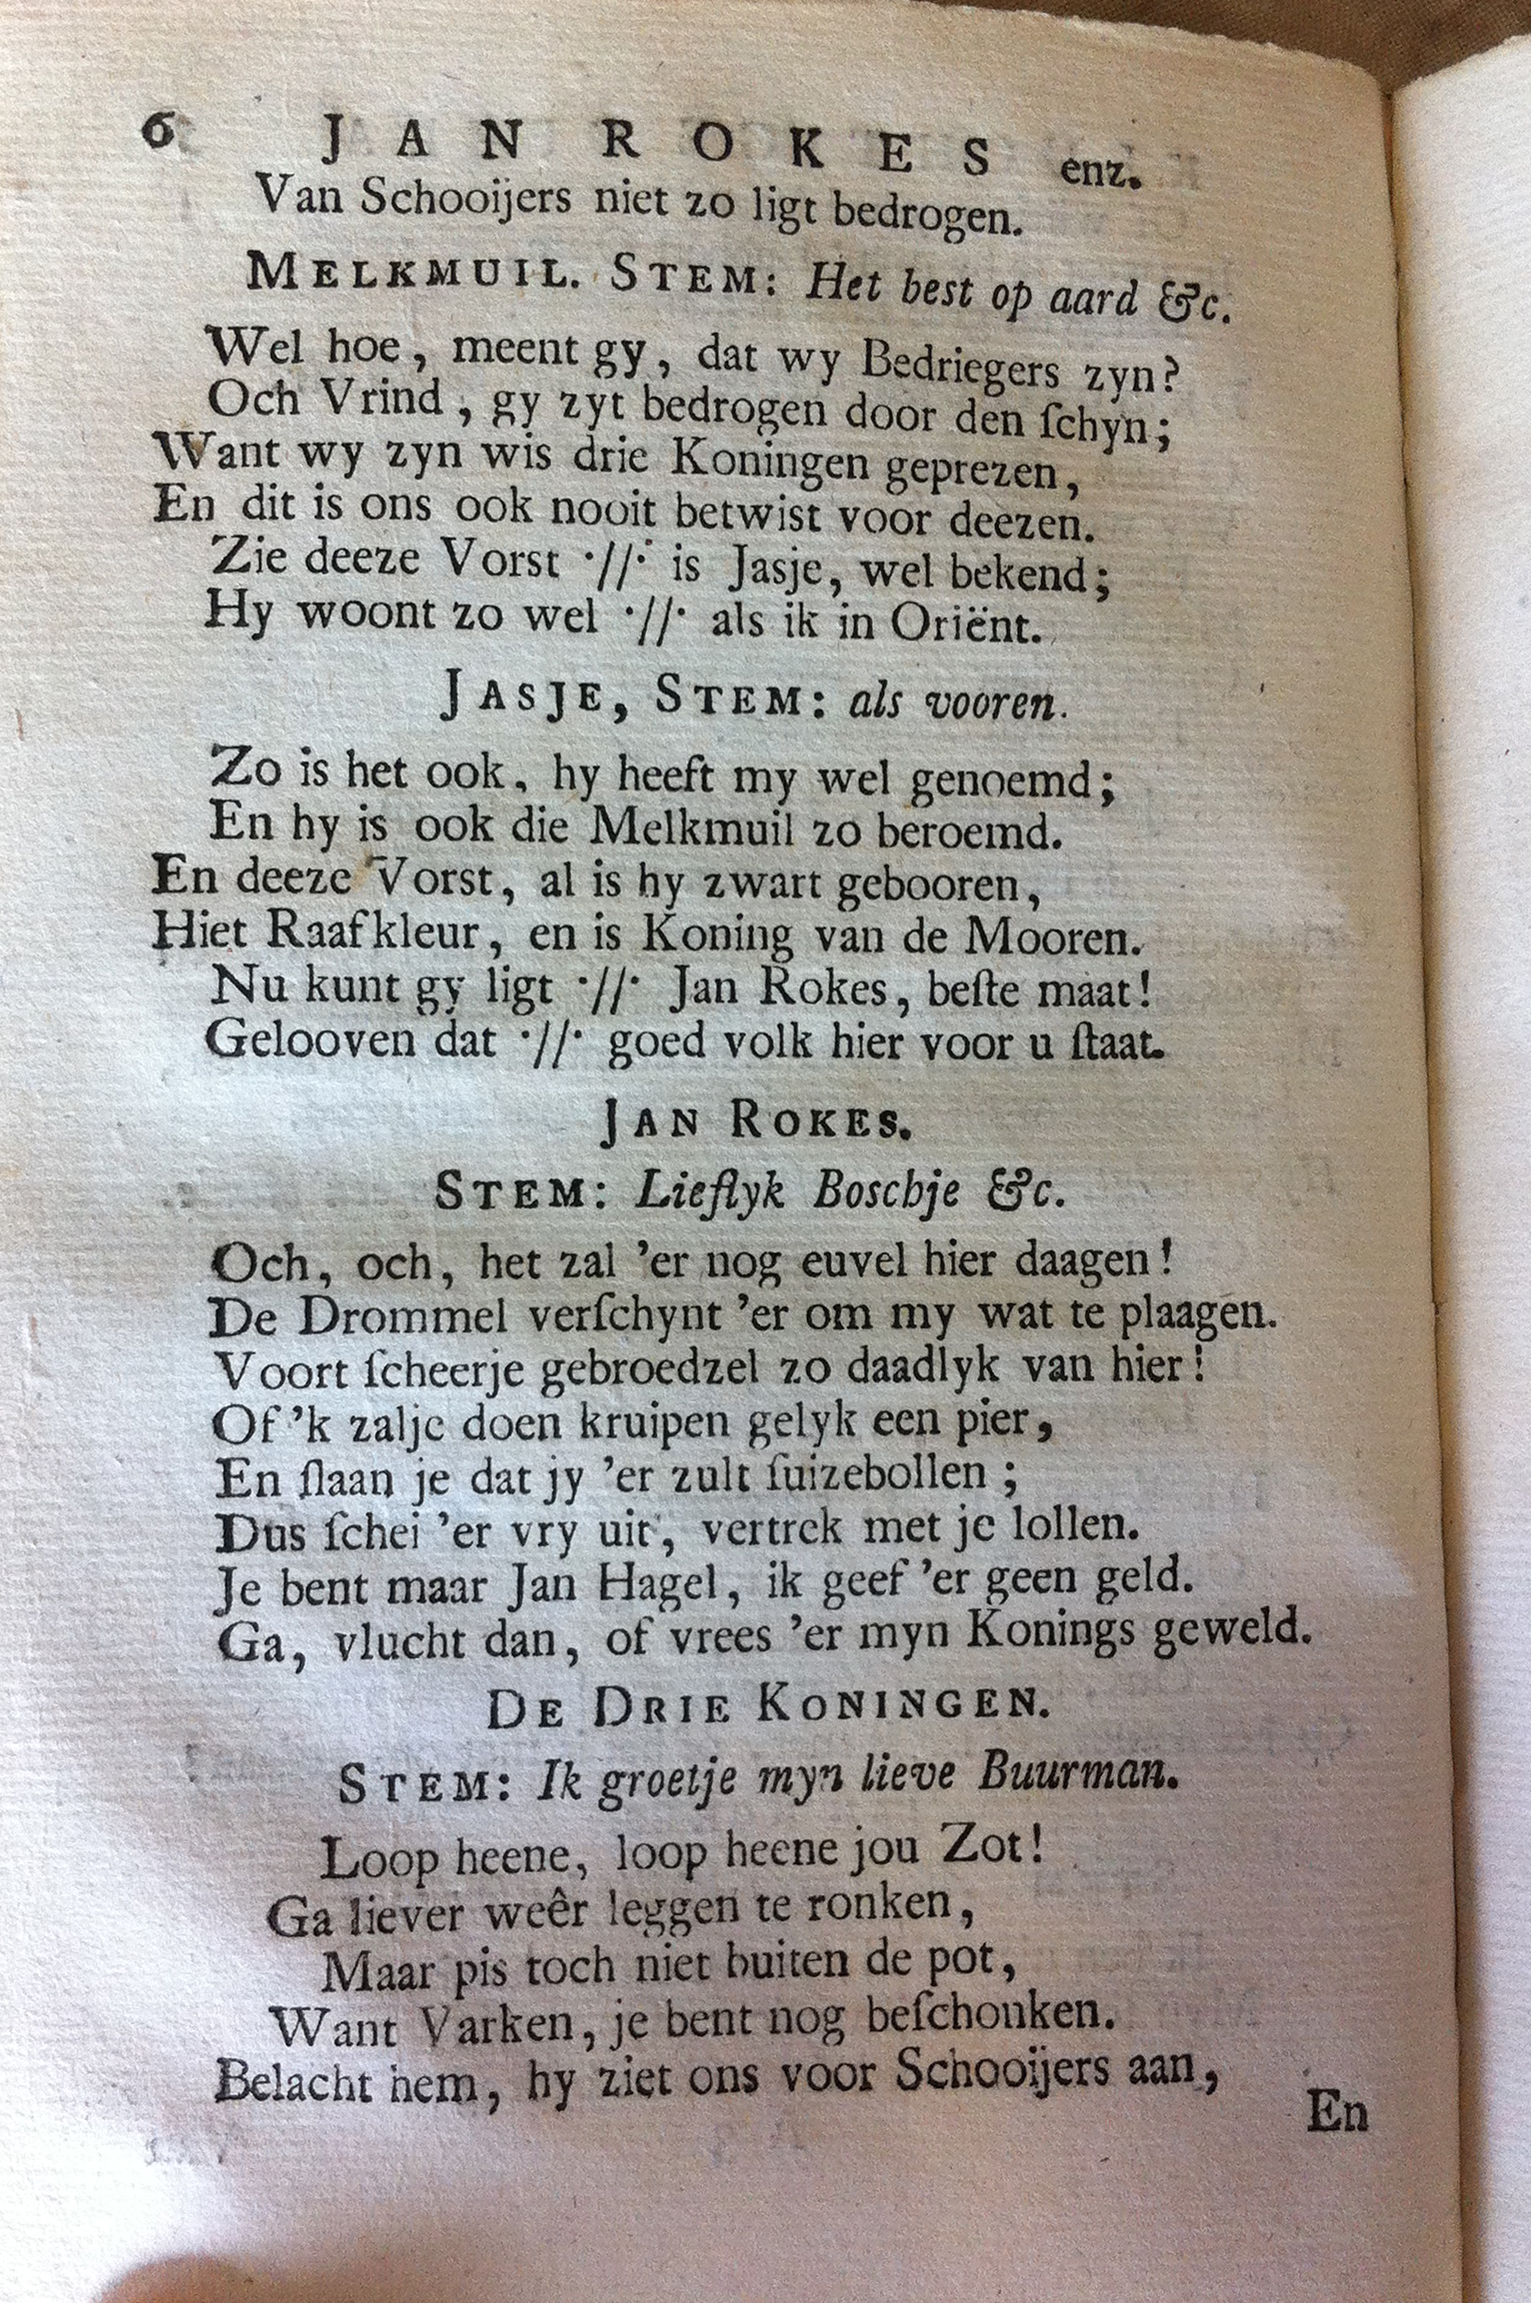 6 JAN ROKES enz.
Van Schooijers niet zo ligt bedrogen.
MELKMUIL. STEM: Het best op aard &c.
Wel hoe, meent gy, dat wy Bedriegers zyn?
Och Vrind, gy zyt bedrogen door den ſchyn;
Want wy zyn wis drie Koningen geprezen,
En dit is ons ook nooit betwist voor deezen.
Zie deeze Vorst ·//· is Jasje, wel bekend;
Hy woont zo wel ·//· als ik in Oriënt.
JASJE, STEM: als vooren.
Zo is het ook, hy heeft my wel genoemd;
En hy is ook die Melkmuil zo beroemd.
En deeze Vorst, al is hy zwart gebooren,
Hiet Raafkleur, en is Koning van de Mooren.
Nu kunt gy ligt ·//· Jan Rokes, beſte maat!
Gelooven dat ·//· goed volk hier voor u ſtaat.
JAN ROKES.
STEM: Lieflyk Boschje &c.
Och, och, het zal 'er nog euvel hier daagen!
De Drommel verſchynt 'er om my wat te plaagen.
Voort ſcheerje gebroedzel zo daadlyk van hier!
Of 'k zalje doen kruipen gelyk een pier,
En ſlaan je dat jy 'er zult ſuizebollen;
Dus ſchei 'er vry uit, vertrek met je lollen.
Je bent maar Jan Hagel, ik geef 'er geen geld.
Ga, vlucht dan, of vrees 'er myn Konings geweld.
DE DRIE KONINGEN.
STEM: Ik groetje myn lieve Buurman.
Loop heene, loop heene jou Zot!
Ga liever weêr leggen te ronken,
Maar pis toch niet buiten de pot,
Want Varken, je bent nog beſchonken.
Belacht hem, hy ziet ons voor Schooijers aan,
En